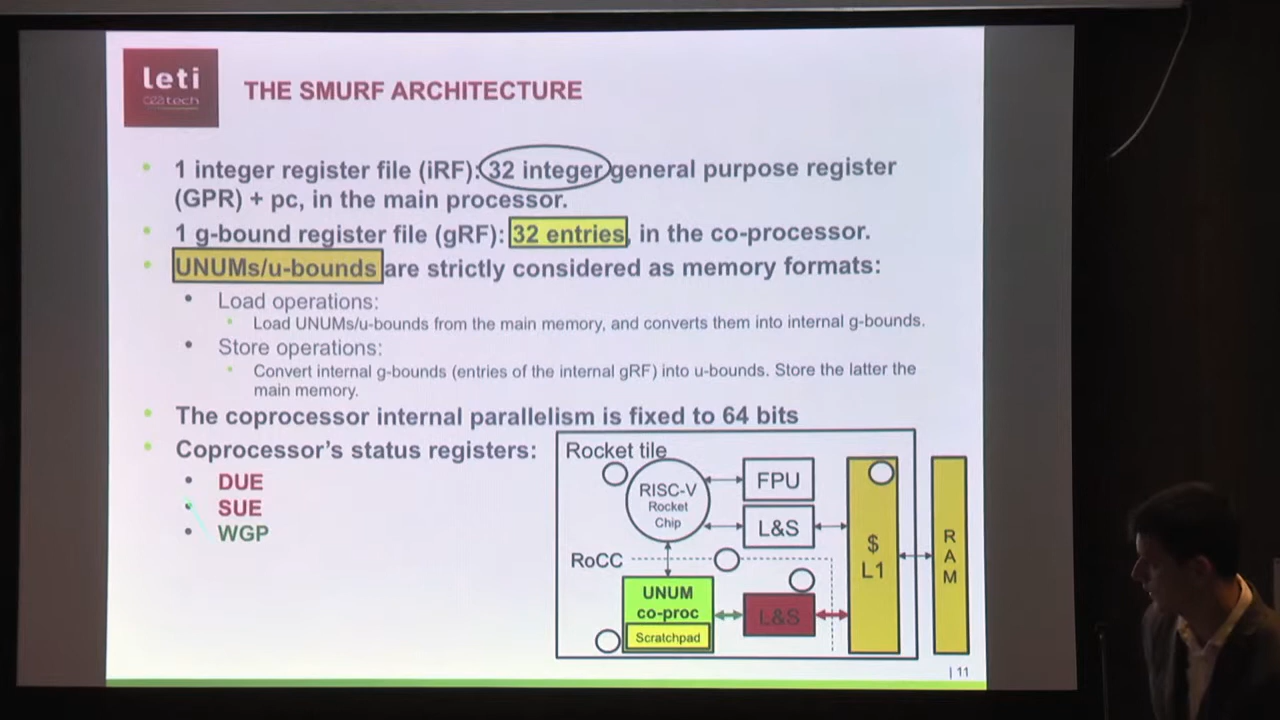 leti
ceatech
THE SMURF ARCHITECTURE
• 1 integer register file (iRF): 32 integer general purpose register
(GPR) + pc, in the main processor.
• 1 g-bound register file (gRF): 32 entries, in the co-processor.
• UNUMs/u-bounds are strictly considered as memory formats:
• Load operations:
• Load UNUMs/u-bounds from the main memory, and converts them into internal g-bounds.
• Store operations:
• Convert internal g-bounds (entries of the internal gRF) into u-bounds. Store the latter the
main memory.
• The coprocessor internal parallelism is fixed to 64 bits
• Coprocessor's status registers:
• DUE
• SUE
• WGP
Rocket tile
RISC-V
Rocket
Chip
FPU
L&S
RoCC
UNUM
co-proc
Scratchpad
L&S
$
L1
RAM
| 11